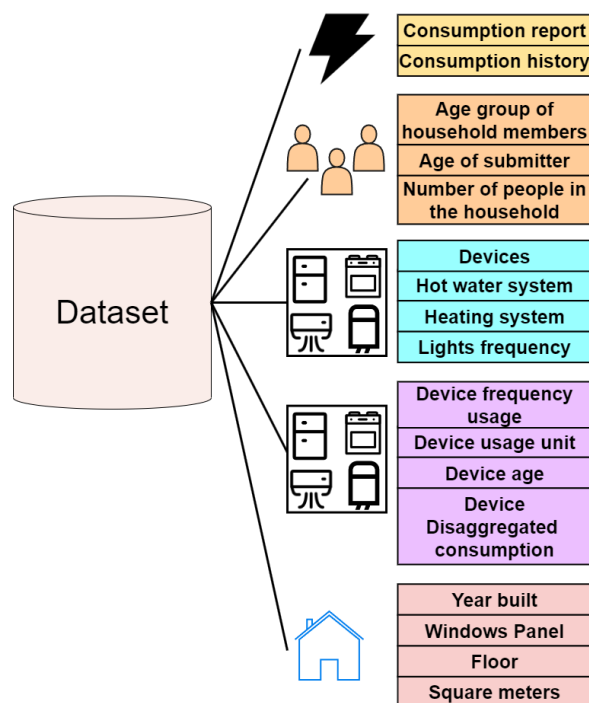 Consumption report
Consumption history
Age group of
household members
Age of submitter
Number of people in
the household
Dataset
Devices
Hot water system
Heating system
Lights frequency
Device frequency
usage
Device usage unit
Device age
Device
Disaggregated
consumption
Year built
Windows Panel
Floor
Square meters